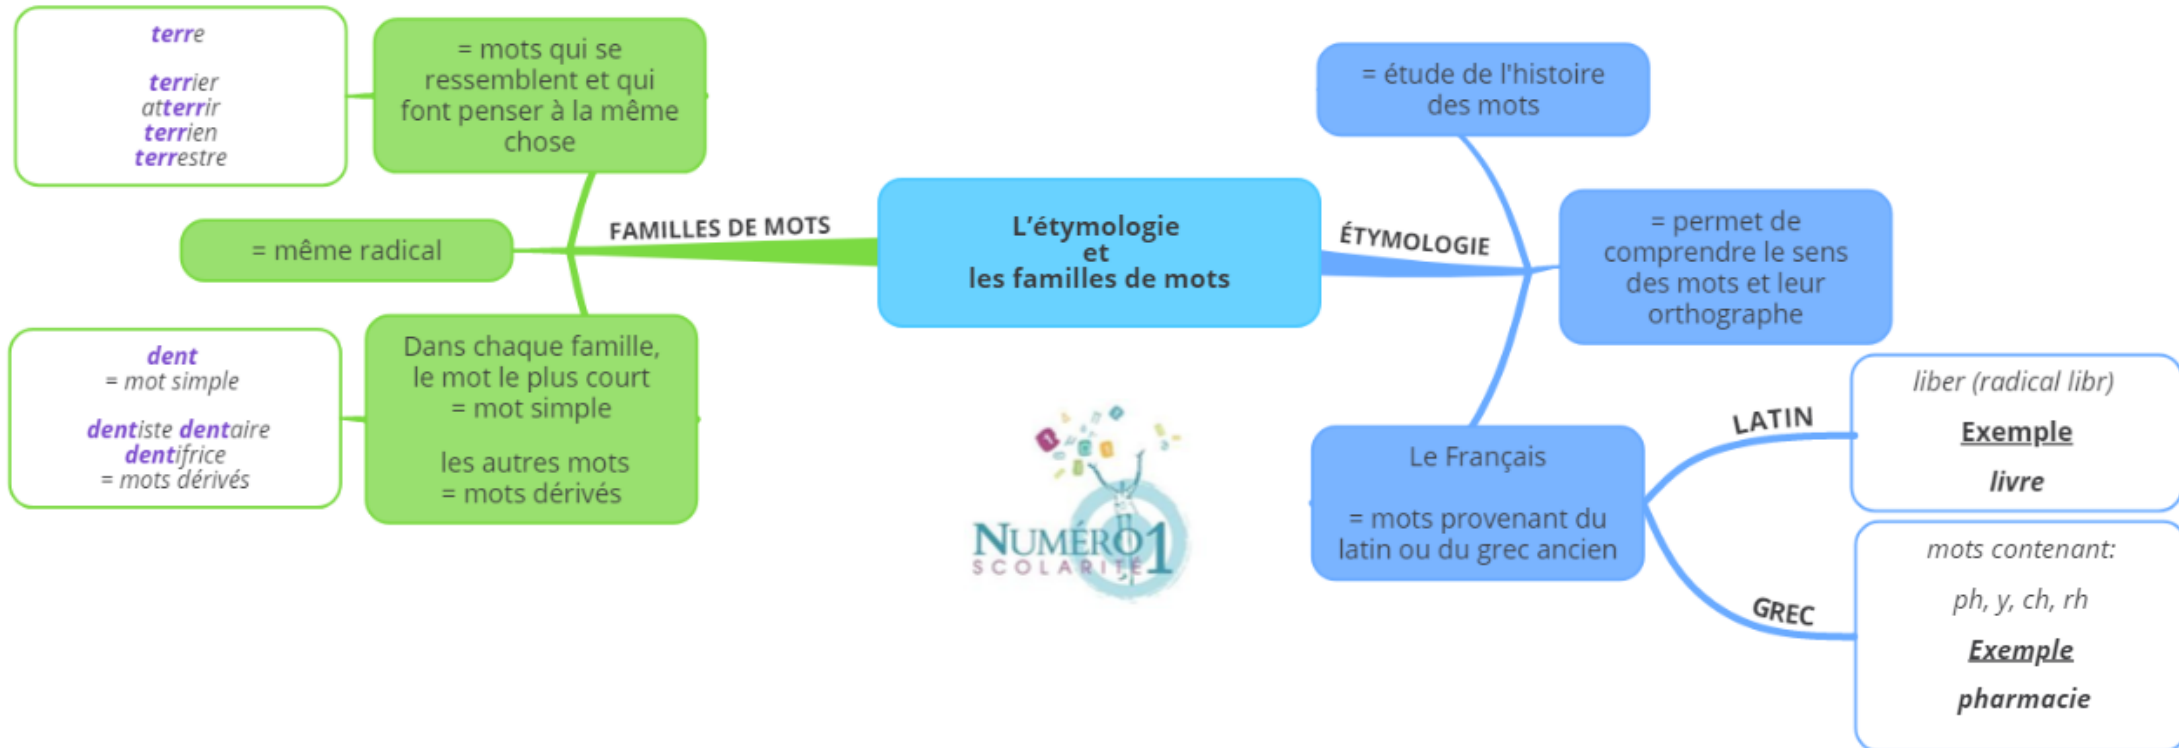 terre
terrier
atterrir
terrien
terrestre
= mots qui se
ressemblent et qui
font penser à la même
chose
= même radical
FAMILLES DE MOTS
dent
= mot simple
dentiste dentaire
dentifrice
= mots dérivés
Dans chaque famille,
le mot le plus court
= mot simple
les autres mots
= mots dérivés
L’étymologie
et
les familles de mots
NUMÉRO1
SCOLARITÉ
ÉTYMOLOGIE
= étude de l'histoire
des mots
= permet de
comprendre le sens
des mots et leur
orthographe
Le Français
= mots provenant du
latin ou du grec ancien
LATIN
liber (radical libr)
Exemple
livre
GREC
mots contenant:
ph, y, ch, rh
Exemple
pharmacie